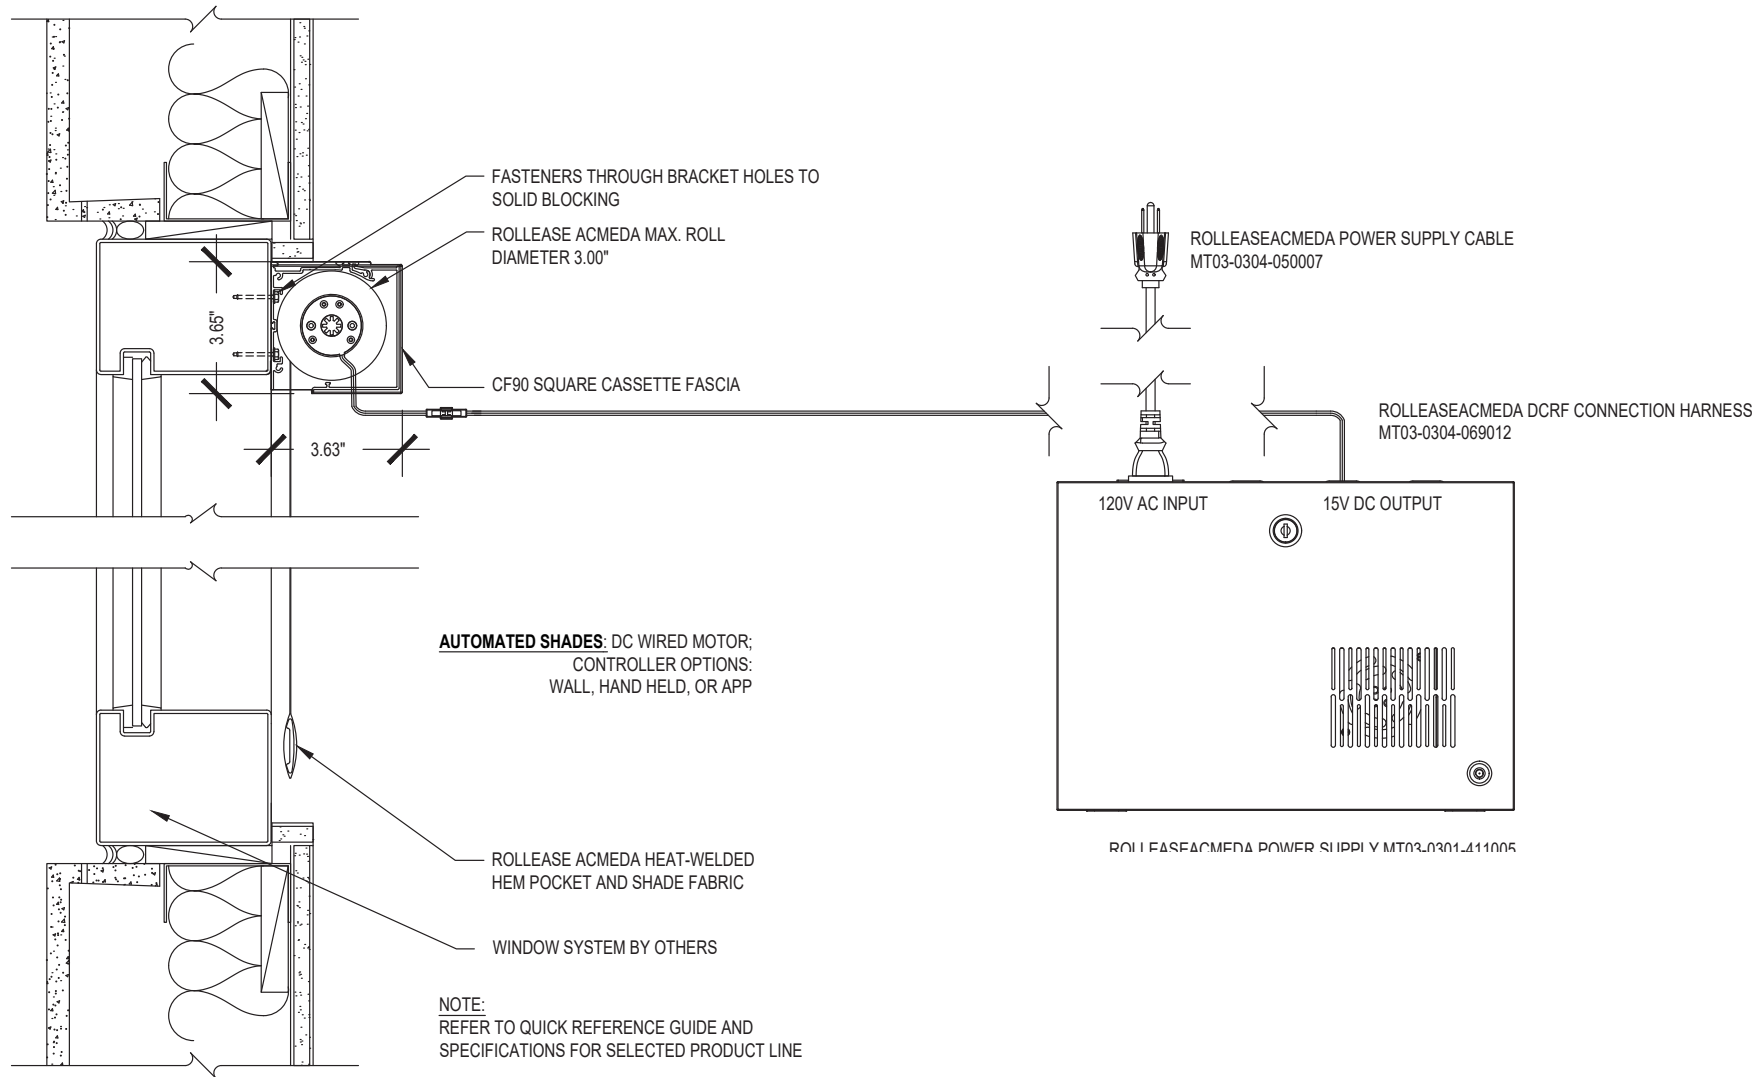 FASTENERS THROUGH BRACKET HOLES TO
SOLID BLOCKING
ROLLEASE ACMEDA MAX. ROLL
DIAMETER 3.00"
3.65"
CF90 SQUARE CASSETTE FASCIA
3.63"
ROLLEASEACMEDA POWER SUPPLY CABLE
MT03-0304-050007
ROLLEASEACMEDA DCRF CONNECTION HARNESS
MT03-0304-069012
120V AC INPUT
15V DC OUTPUT
AUTOMATED SHADES: DC WIRED MOTOR;
CONTROLLER OPTIONS:
WALL, HAND HELD, OR APP
ROLLEASEACMEDA POWER SUPPLY MT03-0301-411005
ROLLEASE ACMEDA HEAT-WELDED
HEM POCKET AND SHADE FABRIC
WINDOW SYSTEM BY OTHERS
NOTE:
REFER TO QUICK REFERENCE GUIDE AND
SPECIFICATIONS FOR SELECTED PRODUCT LINE